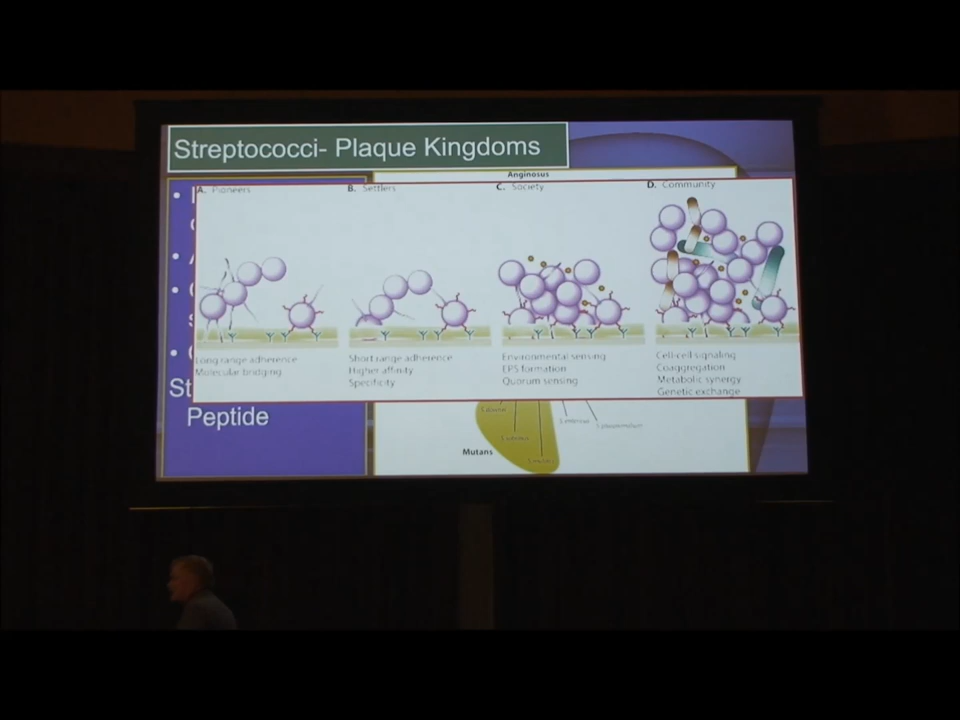 Streptococci- Plaque Kingdoms
Anginosus
A. Pioneers
B. Settlers
C. Society
D. Community
Long range adherence
Molecular bridging
Short range adherence
Higher affinity
Specificity
Environmental sensing
EPS formation
Quorum sensing
Cell-cell signaling
Coaggregation
Metabolic synergy
Genetic exchange
St
Peptide
Mutans